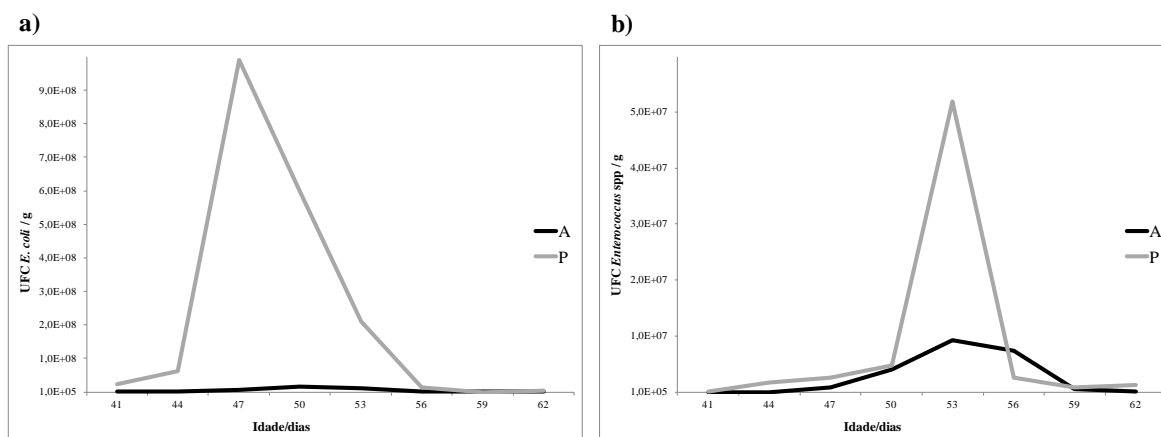 a)
9,0E+08
8,0E+08
7,0E+08
6,0E+08
5,0E+08
4,0E+08
3,0E+08
2,0E+08
1,0E+08
1,0E+05
UFC E. coli / g
41 44 47 50 53 56 59 62
Idade/dias
A
P
b)
5,0E+07
4,0E+07
3,0E+07
2,0E+07
1,0E+07
1,0E+05
UFC Enterococcus spp / g
41 44 47 50 53 56 59 62
Idade/dias
A
P